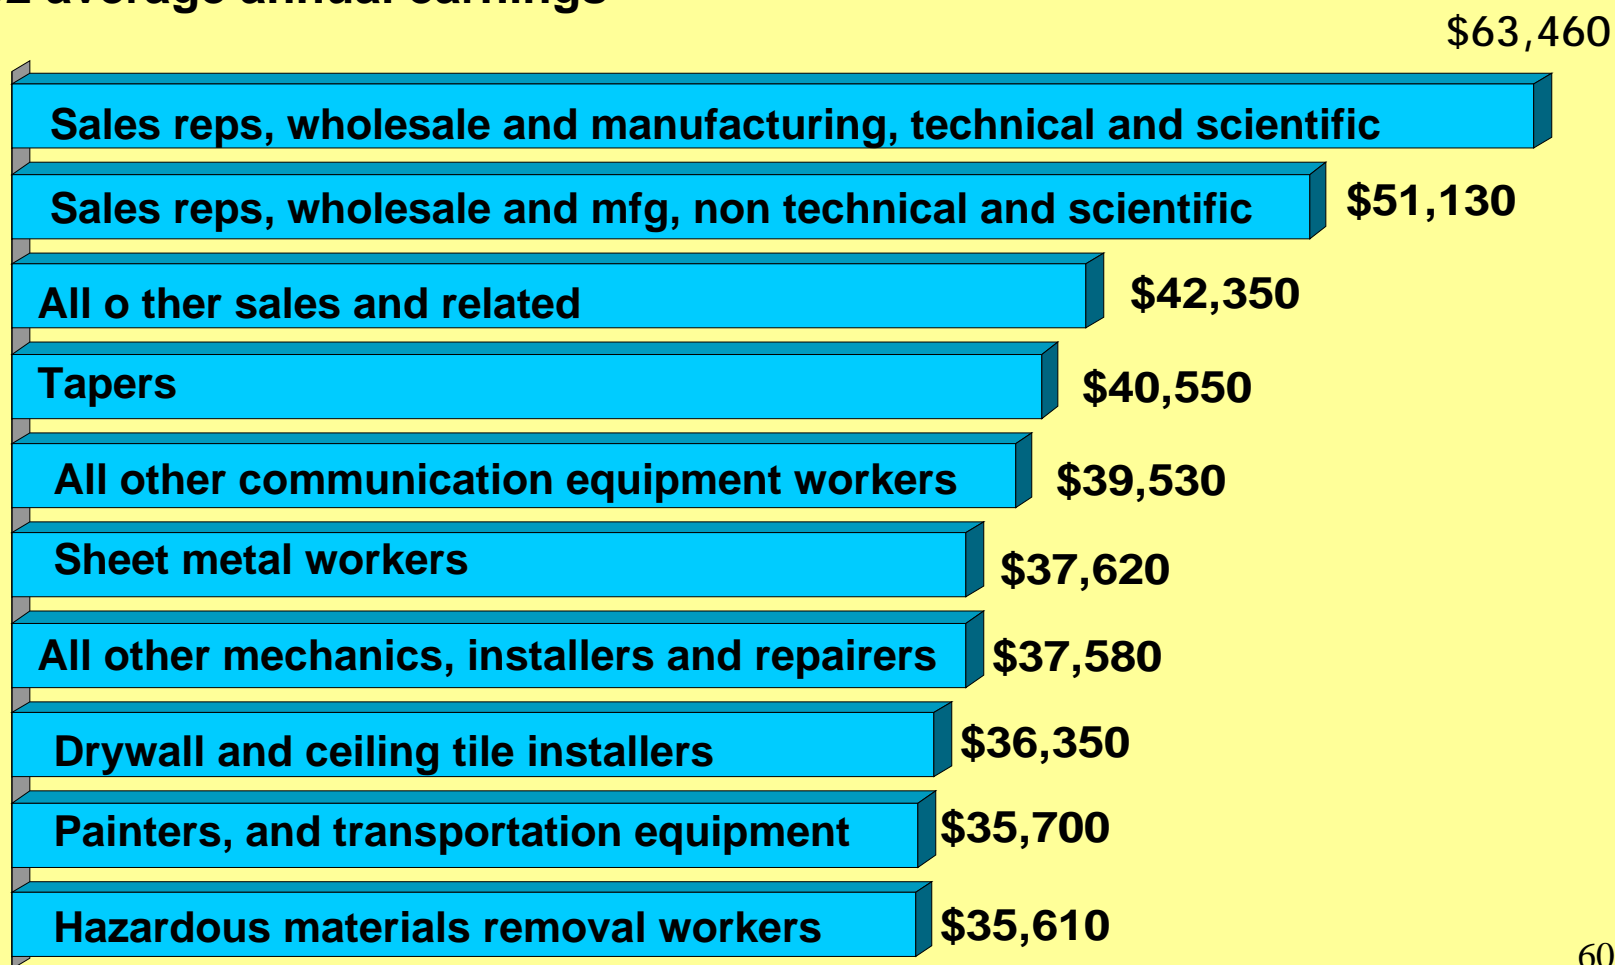 average annual earnings
$63,460
Sales reps, wholesale and manufacturing, technical and scientific
Sales reps, wholesale and mfg, non technical and scientific $51,130
All o ther sales and related $42,350
Tapers $40,550
All other communication equipment workers $39,530
Sheet metal workers $37,620
All other mechanics, installers and repairers $37,580
Drywall and ceiling tile installers $36,350
Painters, and transportation equipment $35,700
Hazardous materials removal workers $35,610
60